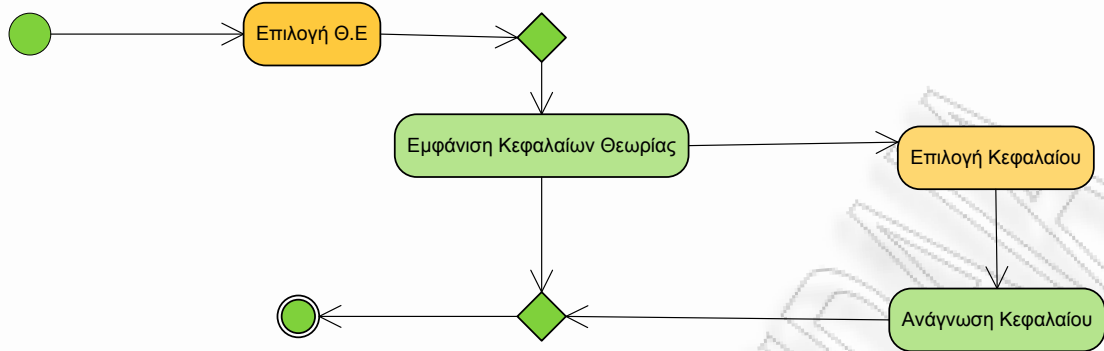 Επιλογή Θ.Ε
Εμφάνιση Κεφαλαίων Θεωρίας
Επιλογή Κεφαλαίου
Ανάγνωση Κεφαλαίου